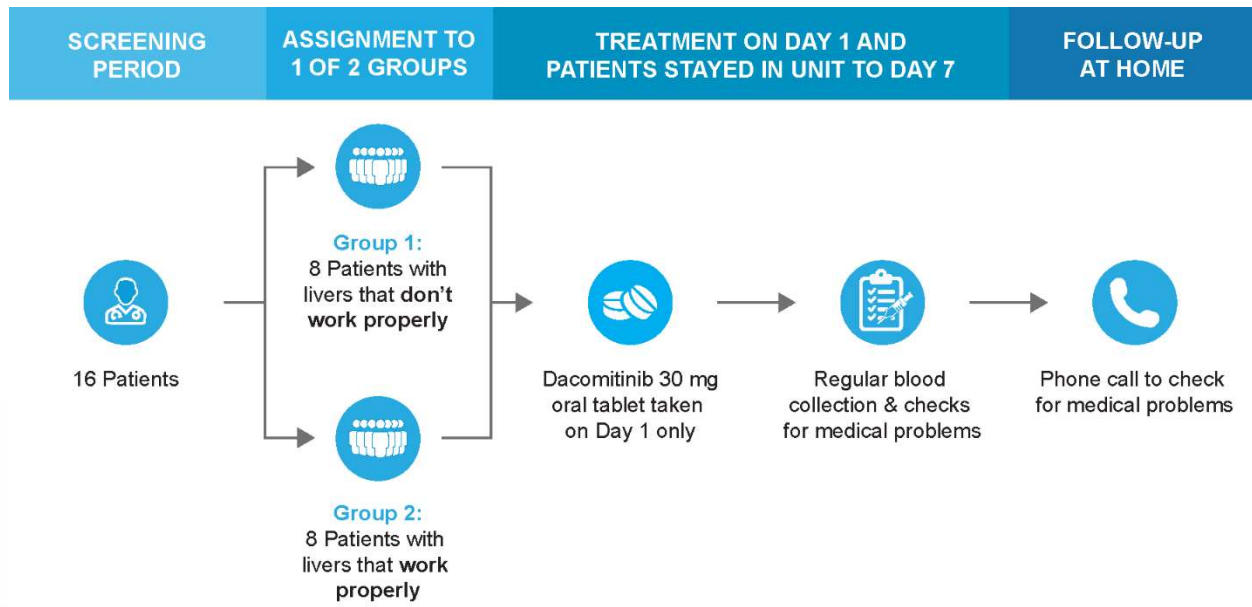 SCREENING
PERIOD
ASSIGNMENT TO
1 OF 2 GROUPS
TREATMENT ON DAY 1 AND
PATIENTS STAYED IN UNIT TO DAY 7
FOLLOW-UP
AT HOME
16 Patients
Group 1:
8 Patients with
livers that don't
work properly
Group 2:
8 Patients with
livers that work
properly
Dacomitinib 30 mg
oral tablet taken
on Day 1 only
Regular blood
collection & checks
for medical problems
Phone call to check
for medical problems